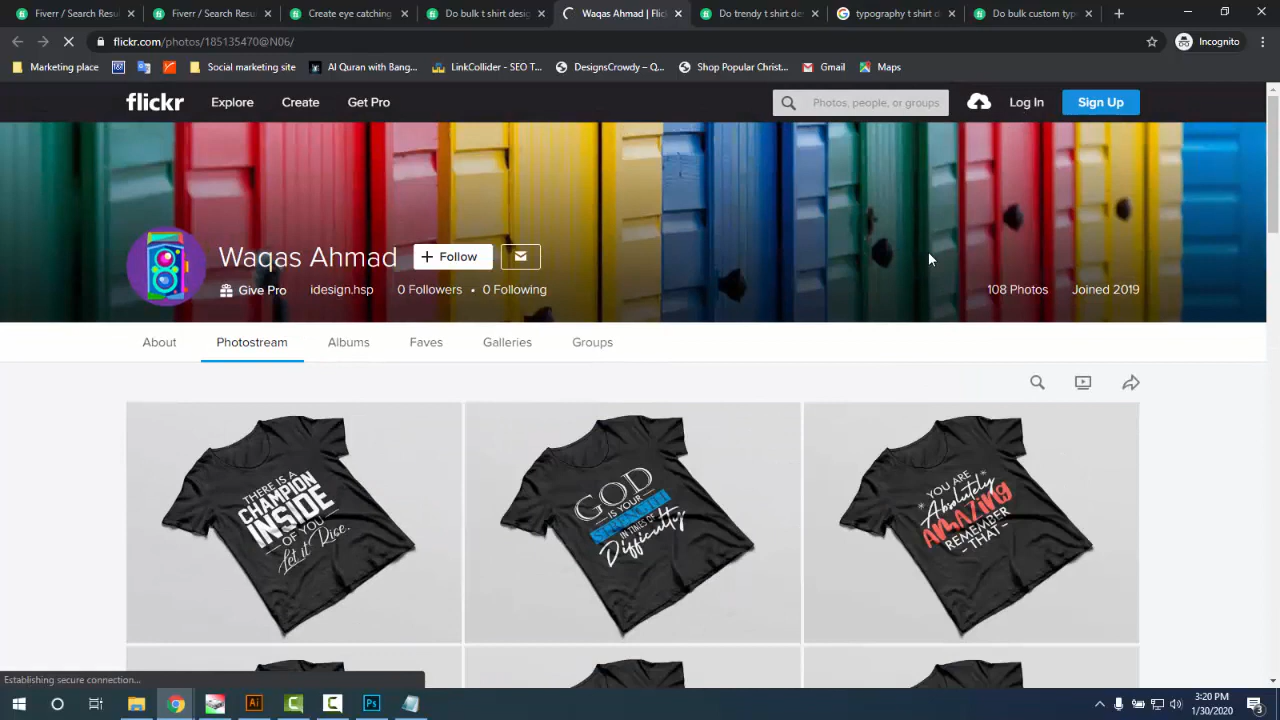 Fiverr / Search Resu
Fiverr / Search Resu
Create eye catching
Do bulk t shirt desig
Waqas Ahmad | Flic
Do trendy t shirt de
typography t shirt d
Do bulk custom typ
flickr.com/photos/185135470@N06/
Incognito
Marketing place
Social marketing site
Al Quran with Bang...
LinkCollider - SEO T...
DesignsCrowdy – Q...
Shop Popular Christ...
Gmail
Maps
flickr
Explore
Create
Get Pro
Photos, people, or groups
Log In
Sign Up
Waqas Ahmad
+ Follow
Give Pro
idesign.hsp
0 Followers • 0 Following
108 Photos
Joined 2019
About
Photostream
Albums
Faves
Galleries
Groups
THERE IS A
CHAMPION
INSIDE
OF YOU
Let it Rice..
GOD
IS YOUR
STRENGTH
IN TIMES OF
Difficulty
YOU ARE
Absolutely
AMAZING
REMEMBER
- THAT -
Establishing secure connection...
3:20 PM
1/30/2020